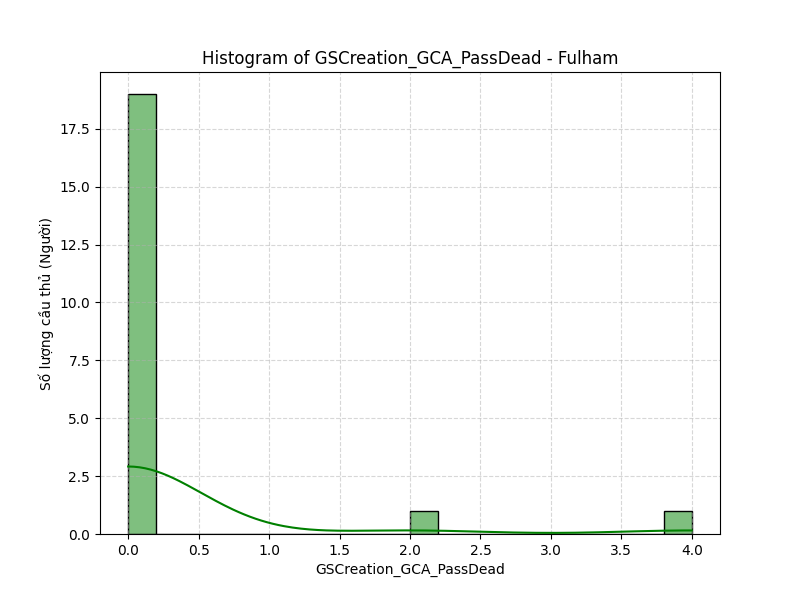 Histogram of GSCreation_GCA_PassDead - Fulham
Số lượng cầu thủ (Người)
17.5
15.0
12.5
10.0
7.5
5.0
2.5
0.0
0.0 0.5 1.0 1.5 2.0 2.5 3.0 3.5 4.0
GSCreation_GCA_PassDead